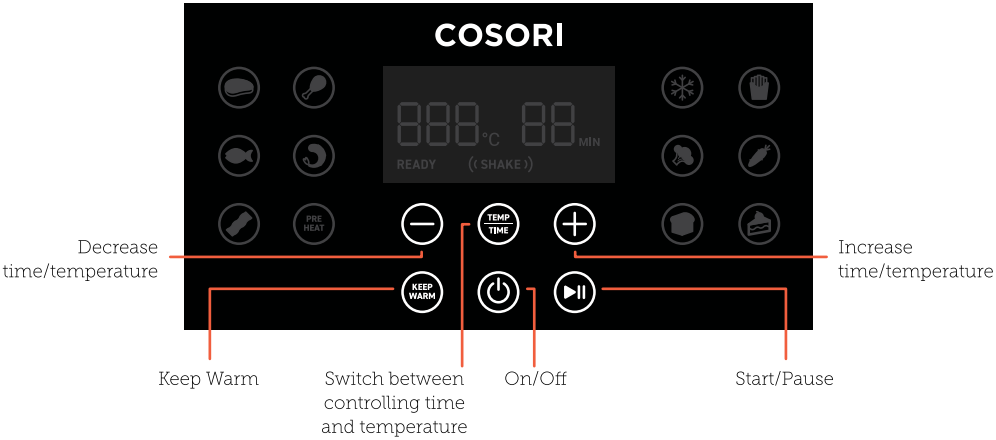 COSORI
888 °C 88 MIN
READY (( SHAKE ))
TEMP
TIME
PRE
HEAT
Decrease
time/temperature
Increase
time/temperature
KEEP
WARM
Keep Warm
Switch between
controlling time
and temperature
On/Off
Start/Pause